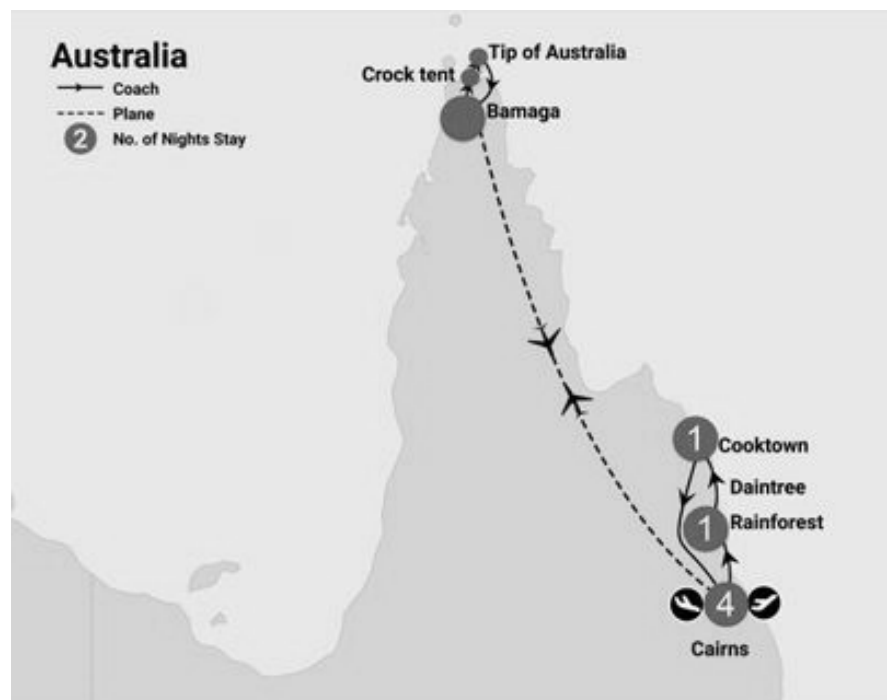 Australia
Coach
Plane
2 No. of Nights Stay
Tip of Australia
Crock tent
Bamaga
1 Cooktown
Daintree
1 Rainforest
4
Cairns